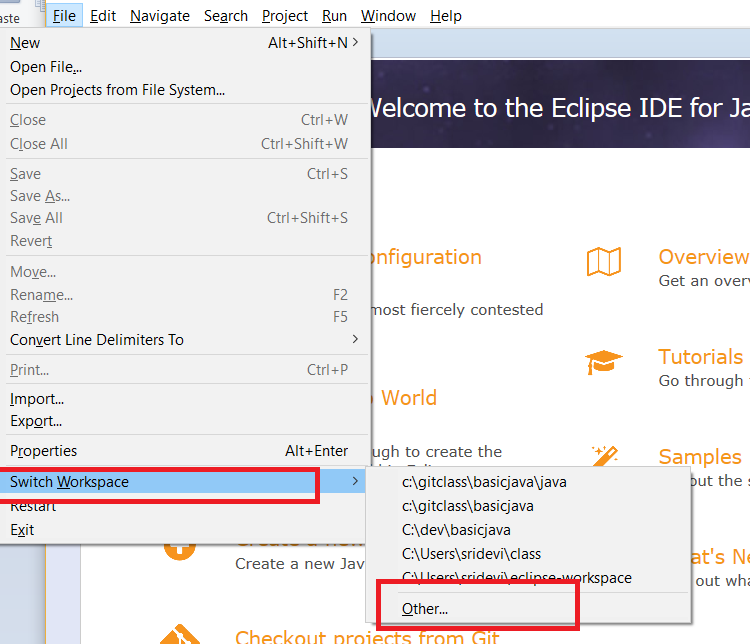 aste
File Edit Navigate Search Project Run Window Help
New Alt+Shift+N
Open File...
Open Projects from File System...
Close Ctrl+W
Close All Ctrl+Shift+W
Save Ctrl+S
Save As...
Save All Ctrl+Shift+S
Revert
Move...
Rename... F2
Refresh F5
Convert Line Delimiters To
Print... Ctrl+P
Import...
Export...
Properties Alt+Enter
Switch Workspace
Restart
Exit
c:\gitclass\basicjava\java
c:\gitclass\basicjava
C:\dev\basicjava
C:\Users\sridevi\class
C:\Users\sridevi\eclipse-workspace
Other...
Welcome to the Eclipse IDE for Ja
onfiguration
most fiercely contested
World
ugh to create the
Create a new
Create a new Jav
Checkout projects from Git
Overview
Get an over
Tutorials
Go through
Samples
out the s
at's Ne
out wha